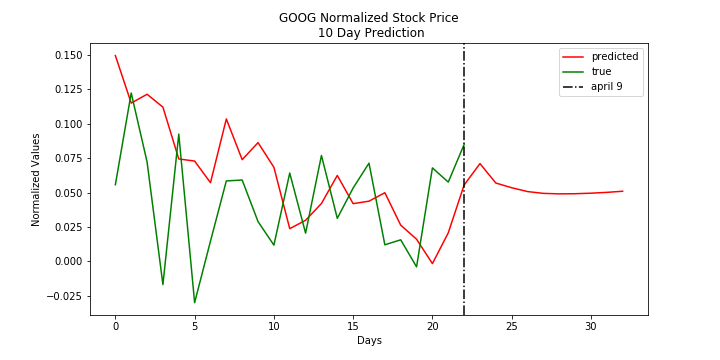 GOOG Normalized Stock Price
10 Day Prediction
predicted
true
april 9
0.150
0.125
0.100
0.075
0.050
0.025
0.000
−0.025
Normalized Values
0 5 10 15 20 25 30
Days